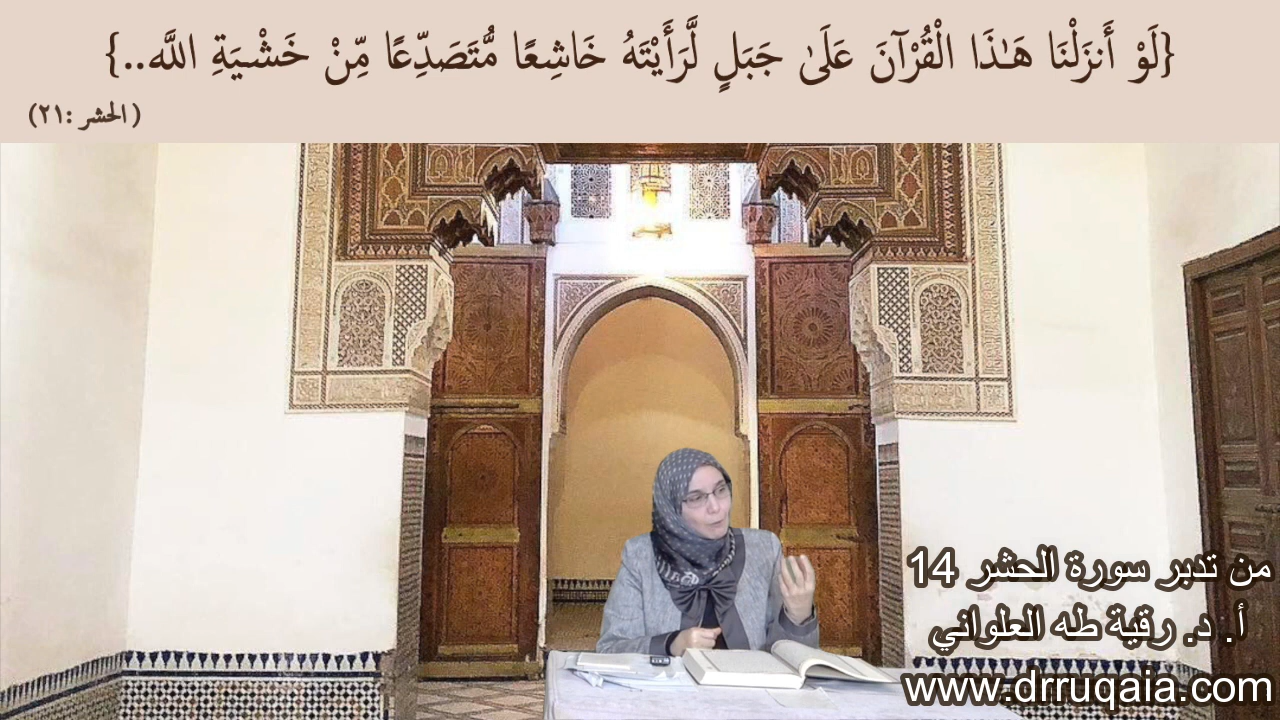 {لَوْ أَنزَلْنَا هَـٰذَا الْقُرْآنَ عَلَىٰ جَبَلٍ لَّرَأَيْتَهُ خَاشِعًا مُّتَصَدِّعًا مِّنْ خَشْيَةِ اللَّه..}
(الحشر :٢١)
من تدبر سورة الحشر 14
أ. د. رقية طه العلواني
www.drruqaia.com